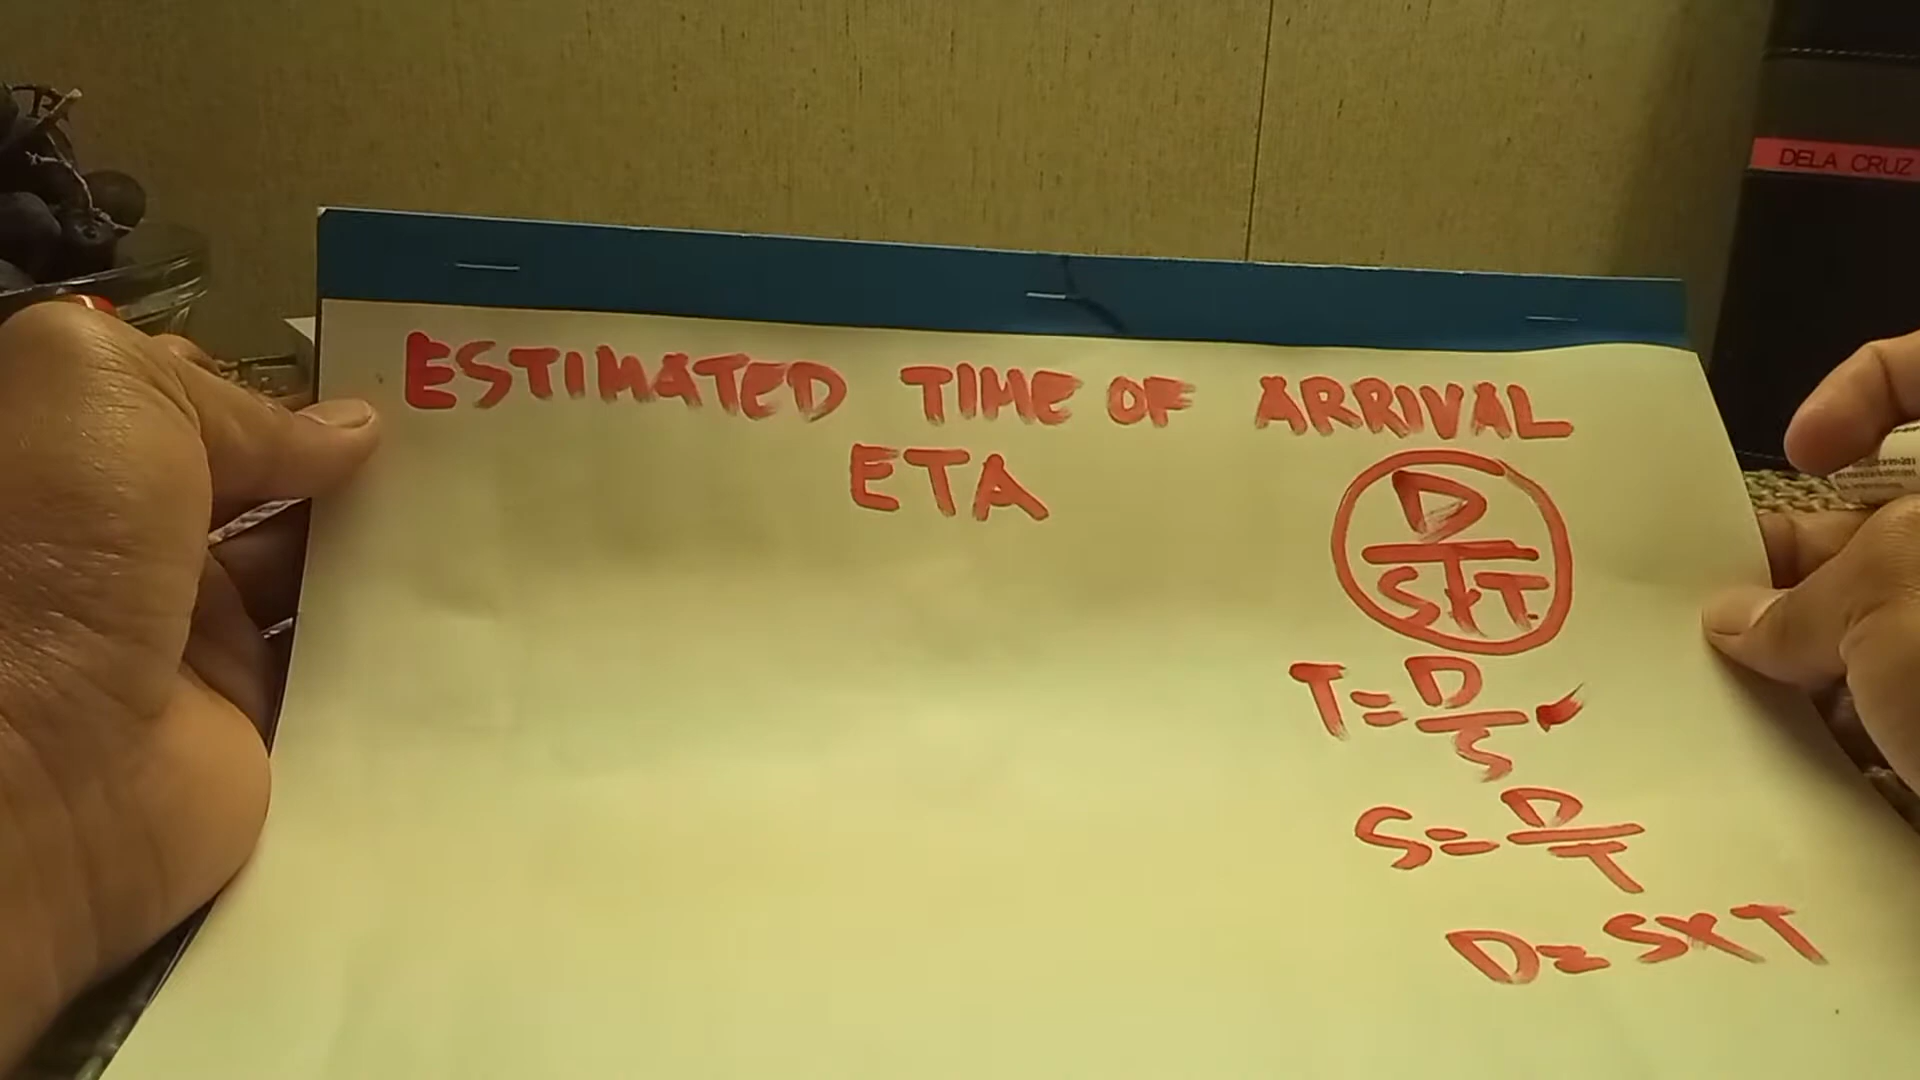 DELA CRUZ
ESTIMATED TIME OF ARRIVAL
ETA
D
S x T
T = D
S
S = D
T
D = S x T